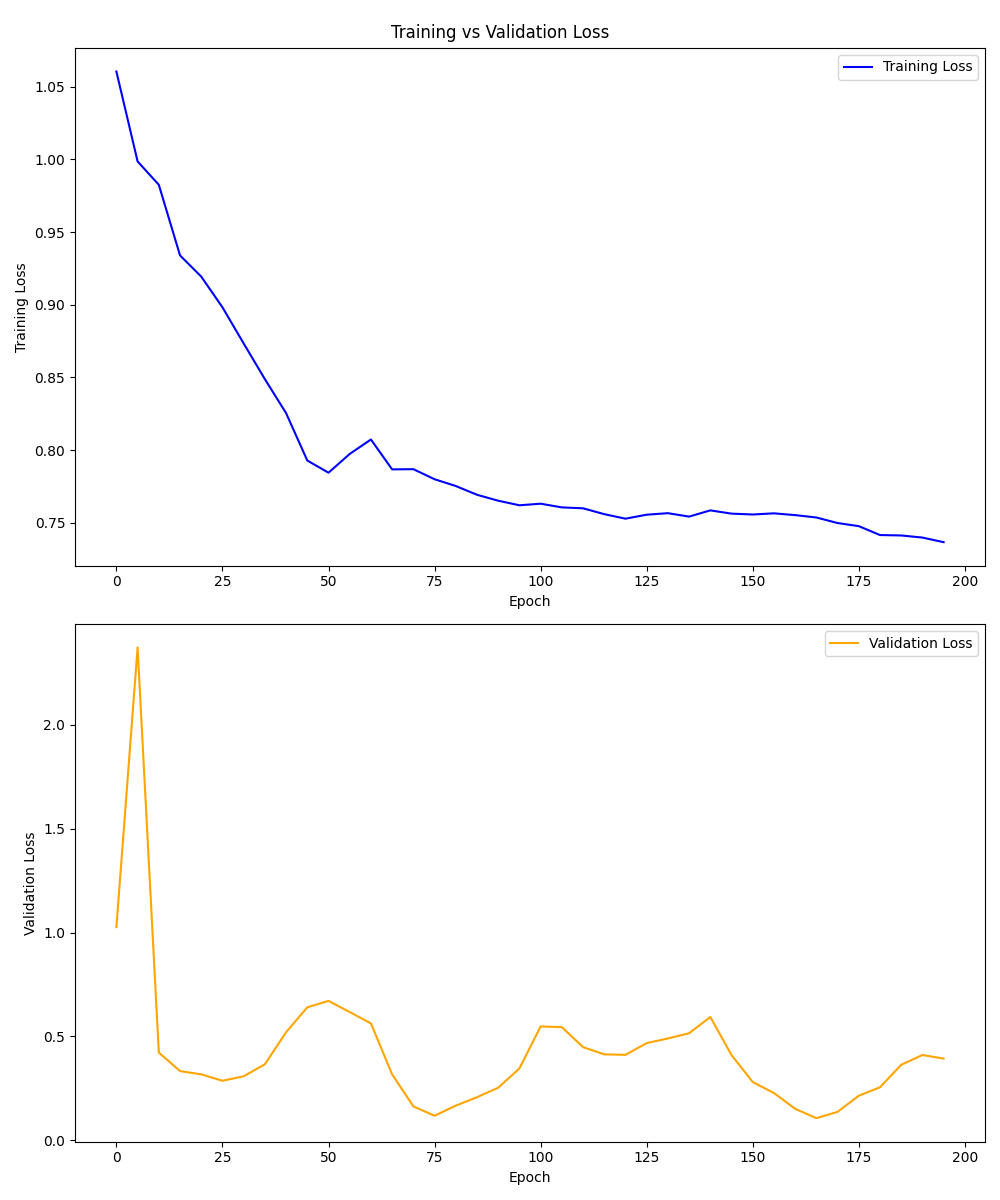 Training vs Validation Loss
Training Loss
1.05
1.00
0.95
0.90
0.85
0.80
0.75
Training Loss
0 25 50 75 100 125 150 175 200
Epoch
Validation Loss
2.0
1.5
1.0
0.5
0.0
Validation Loss
0 25 50 75 100 125 150 175 200
Epoch